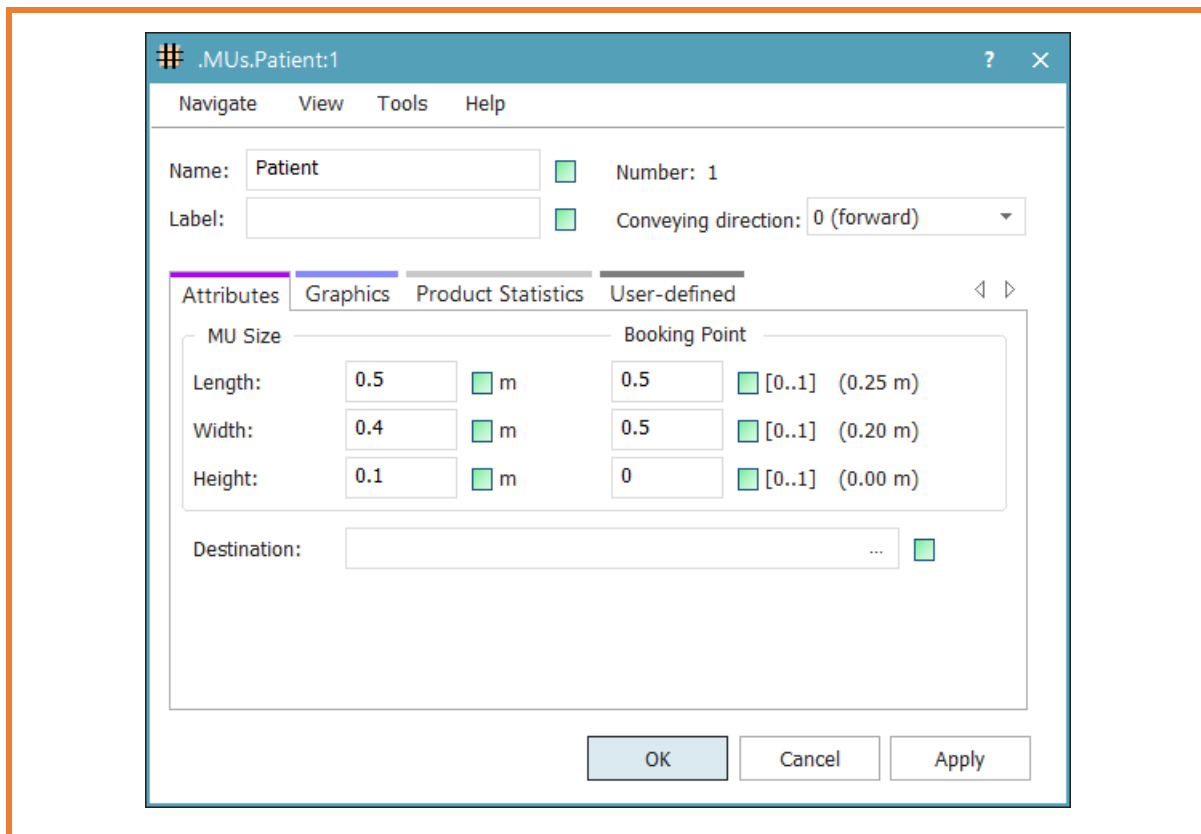 .MUs.Patient:1 ?
Navigate View Tools Help
Name: Patient Number: 1
Label: Conveying direction: 0 (forward)
Attributes Graphics Product Statistics User-defined
MU Size Booking Point
Length: 0.5 m 0.5 [0..1] (0.25 m)
Width: 0.4 m 0.5 [0..1] (0.20 m)
Height: 0.1 m 0 [0..1] (0.00 m)
Destination: ...
OK Cancel Apply